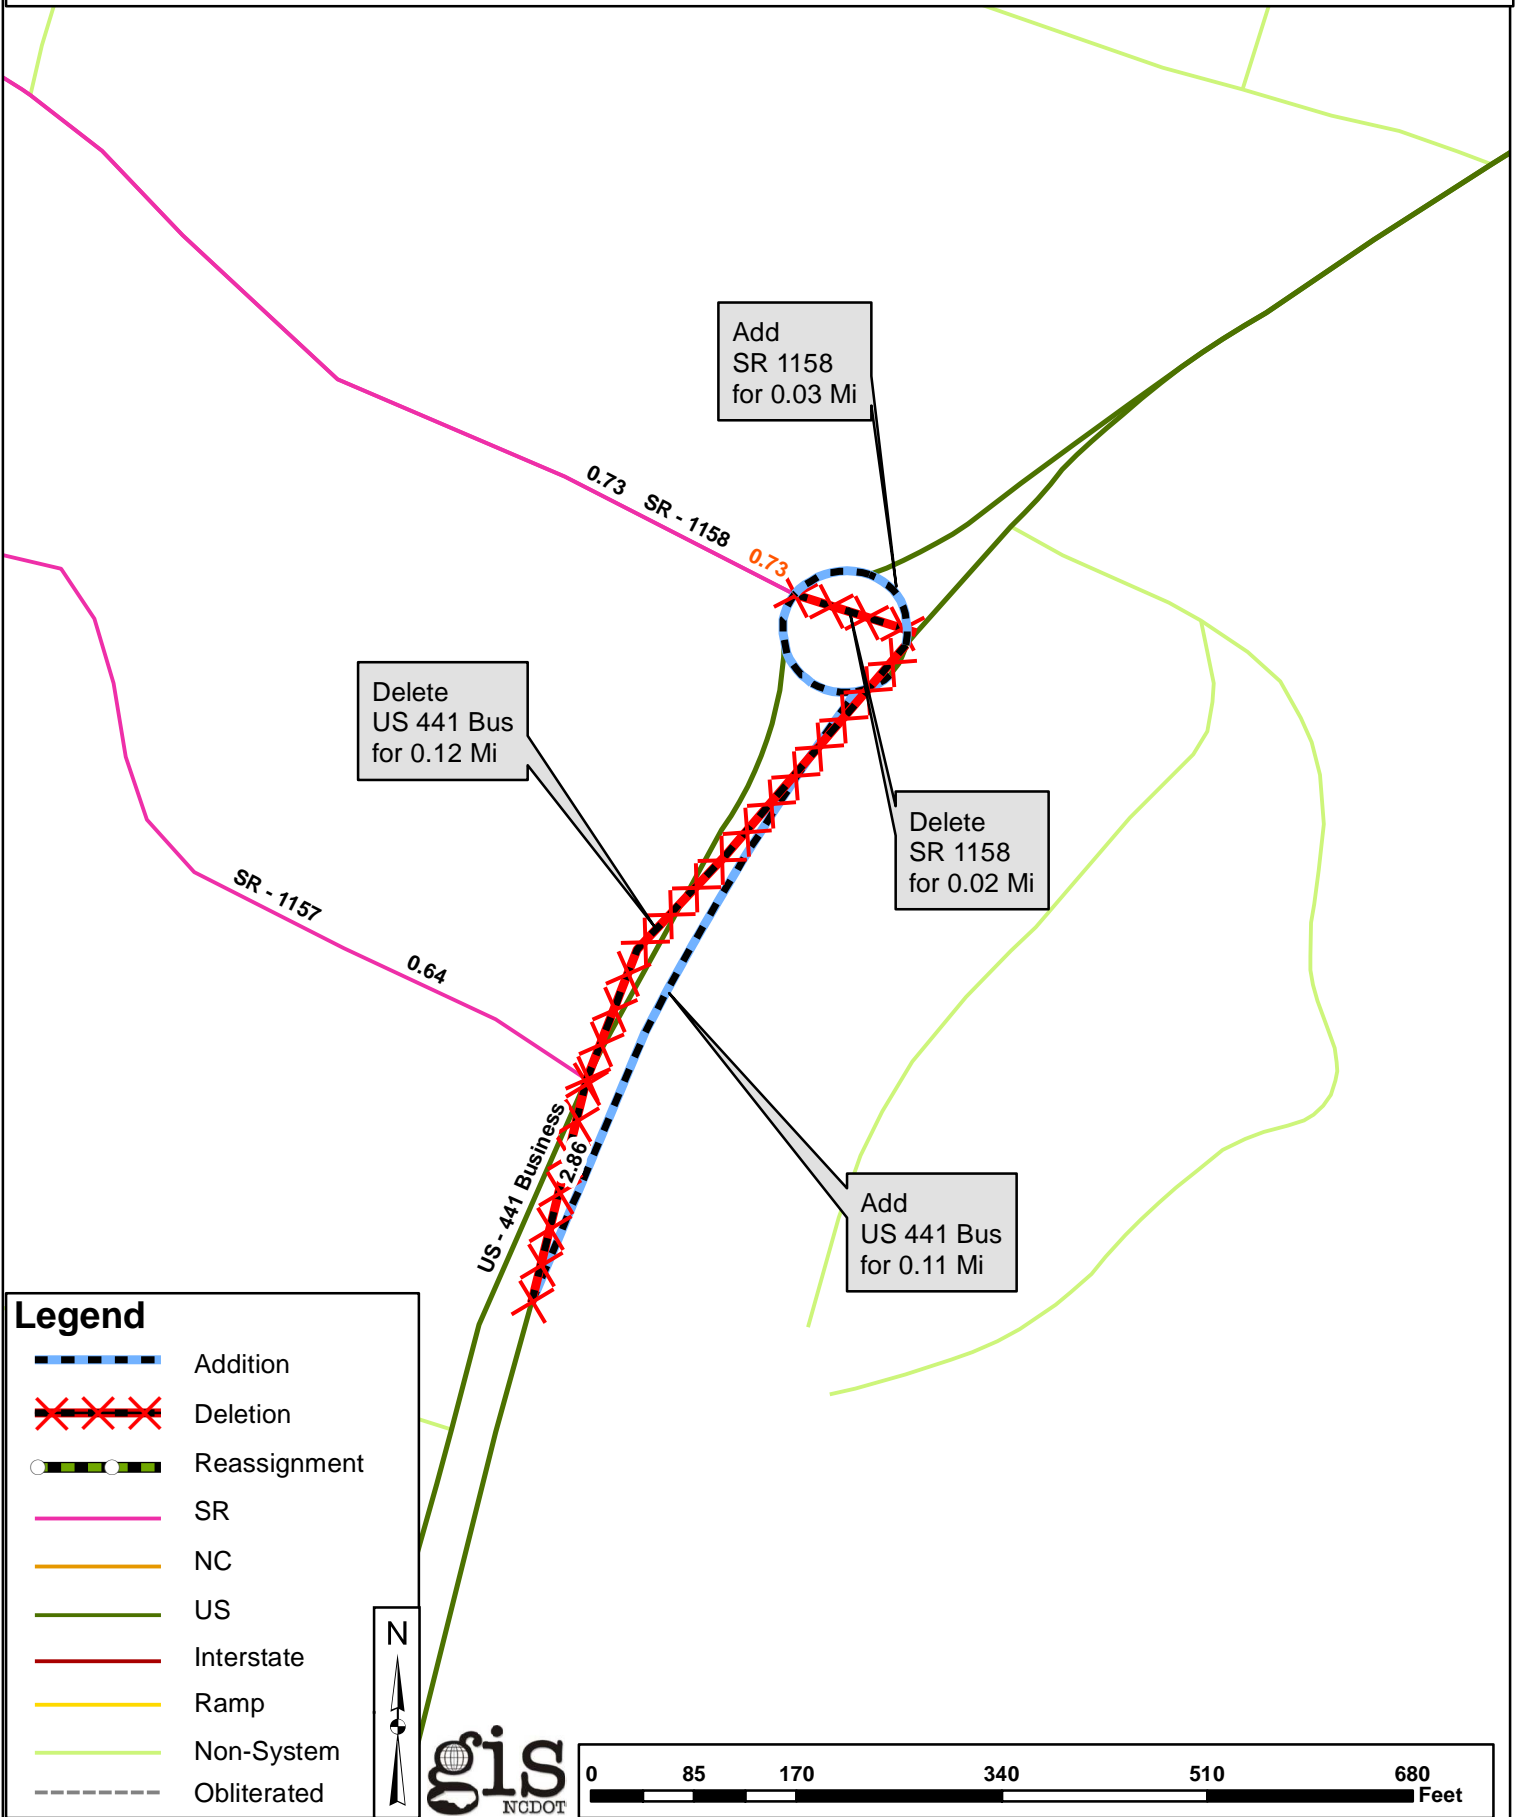 Add
SR 1158
for 0.03 Mi
0.73
SR - 1158
0.73
Delete
US 441 Bus
for 0.12 Mi
Delete
SR 1158
for 0.02 Mi
SR - 1157
0.64
US - 441 Business
2.86
Add
US 441 Bus
for 0.11 Mi
Legend
Addition
Deletion
Reassignment
SR
NC
US
Interstate
Ramp
Non-System
Obliterated
N
gis
NCDOT
0 85 170 340 510 680
Feet